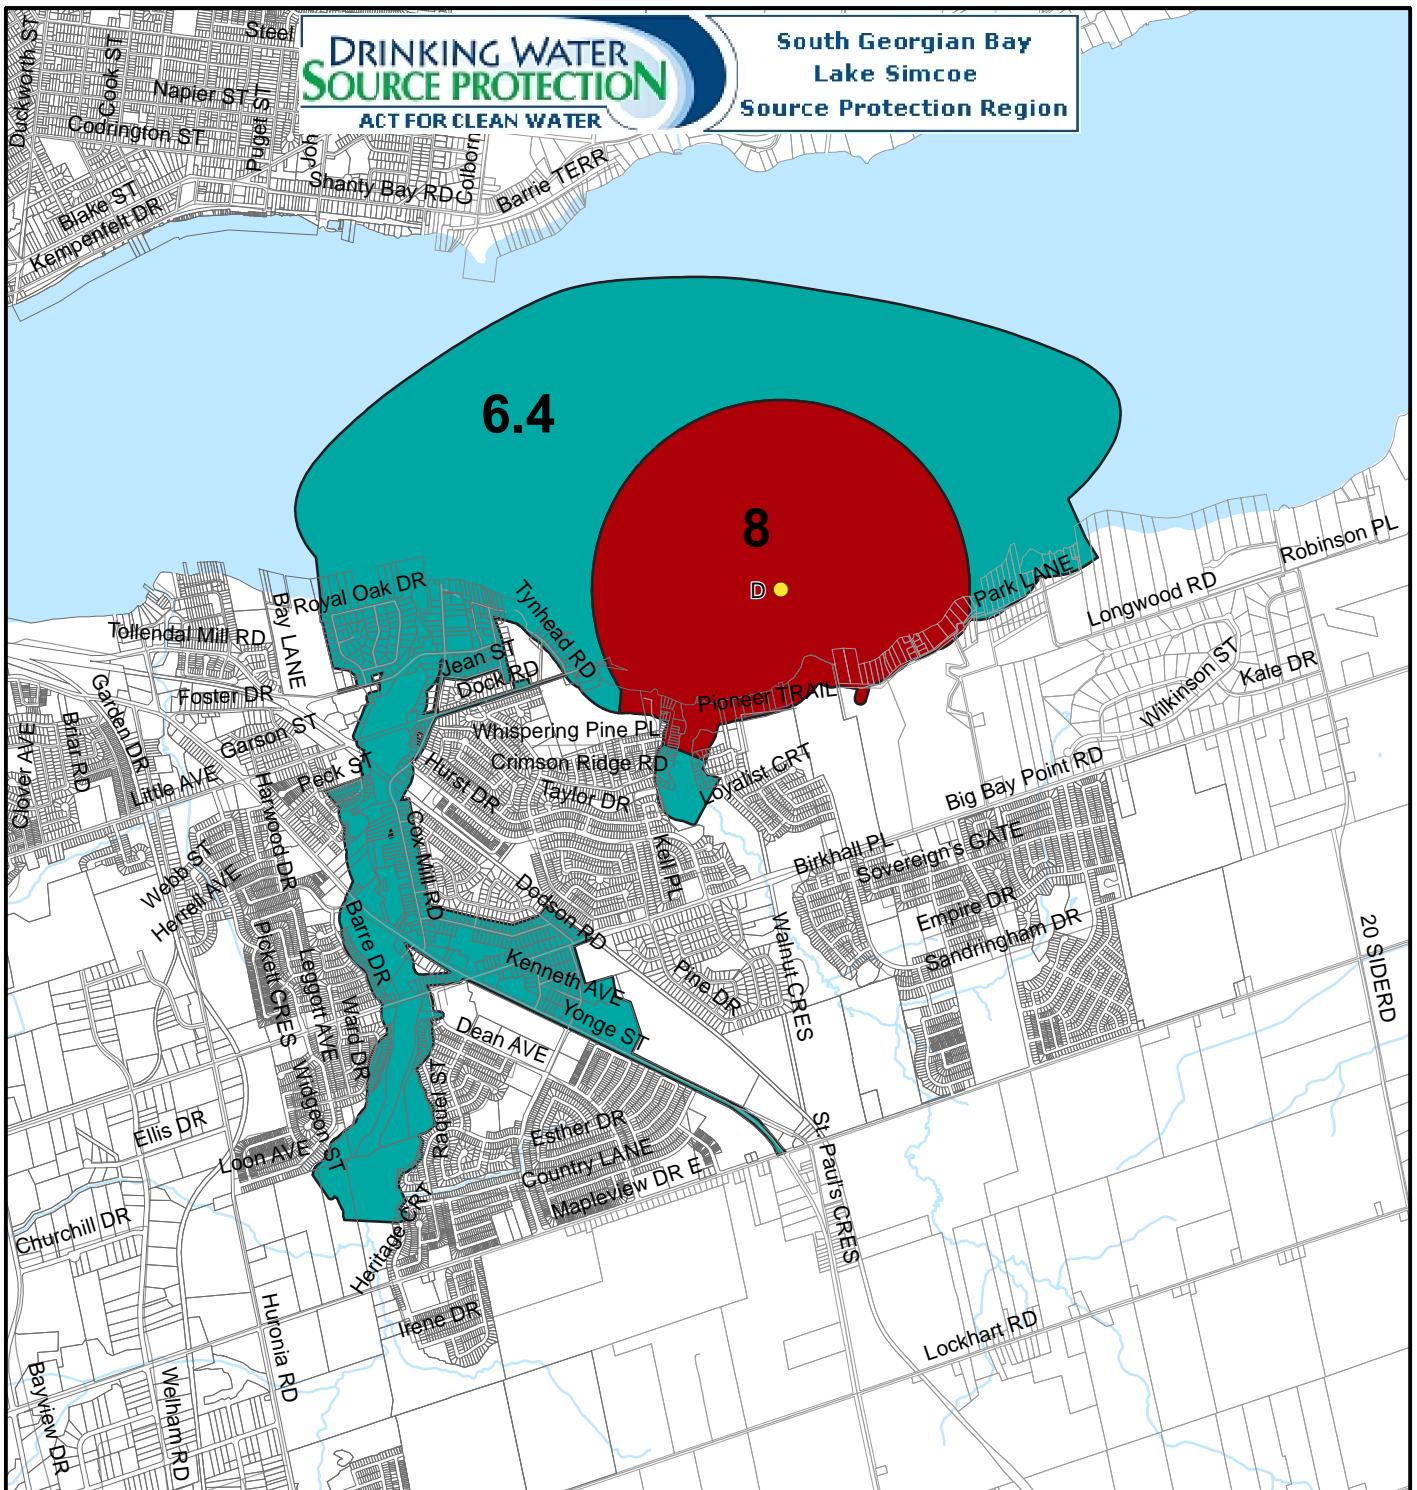 Duckworth ST
Cook ST
Steel
Napier ST
Codrington ST
Puget ST
Blake ST
Kempenfelt DR
Shanty Bay RD
Colborn
Barrie TERR
DRINKING WATER
SOURCE PROTECTION
ACT FOR CLEAN WATER
South Georgian Bay
Lake Simcoe
Source Protection Region
6.4
8
D
Royal Oak DR
Bay LANE
Tollendal Mill RD
Foster DR
Garden DR
Garson ST
Briar RD
Clover AVE
Little AVE
Peck ST
Harwood DR
Jean ST
Dock RD
Tynhead RD
Whispering Pine PL
Crimson Ridge RD
Hurst DR
Taylor DR
Pioneer TRAIL
Loyalist CRT
Park LANE
Longwood RD
Robinson PL
Wilkinson ST
Kale DR
Big Bay Point RD
Birkhall PL
Sovereign's GATE
Empire DR
Sandringham DR
20 SIDERD
Webb ST
Herrell AVE
Pickett CRES
Leggott AVE
Ward DR
Barre DR
Cox Mill RD
Dodson RD
Kell PL
Kenneth AVE
Yonge ST
Pine DR
Walnut CRES
Dean AVE
Widgeon ST
Ellis DR
Loon AVE
Raquel ST
Esther DR
Country LANE
Mapleview DR E
St. Paul's CRES
Churchill DR
Heritage CRT
Irene DR
Huronia RD
Lockhart RD
Bayview DR
Welham RD